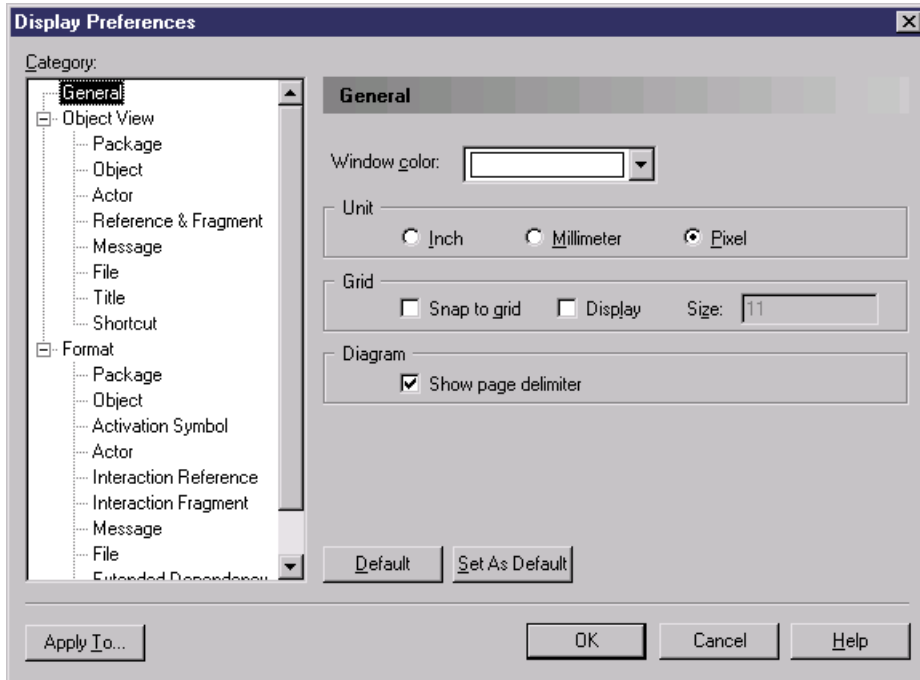 Display Preferences
Category:
General
Object View
Package
Object
Actor
Reference & Fragment
Message
File
Title
Shortcut
Format
Package
Object
Activation Symbol
Actor
Interaction Reference
Interaction Fragment
Message
File
Extended Dependency
General
Window color:
Unit
Inch Millimeter Pixel
Grid
Snap to grid Display Size: 11
Diagram
Show page delimiter
Default Set As Default
Apply To... OK Cancel Help